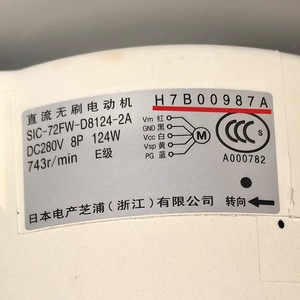 直流无刷电动机
H7B00987A
SIC-72FW-D8124-2A
DC280V 8P 124W
743r/min E级
Vm 红
GND 黑
Vcc 白
Vsp 黄
PG 蓝
M
CCC
S
A000782
日本电产芝浦（浙江）有限公司
转向